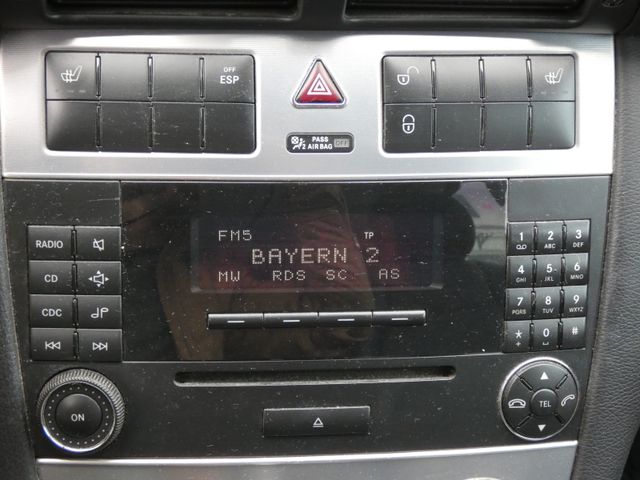 OFF
ESP
PASS
AIR BAG OFF
2
FM5 TP
BAYERN 2
MW RDS SC AS
RADIO
CD
CDC
ON
1 2 ABC 3 DEF
4 GHI 5 JKL 6 MNO
7 PQRS 8 TUV 9 WXYZ
* 0 #
TEL